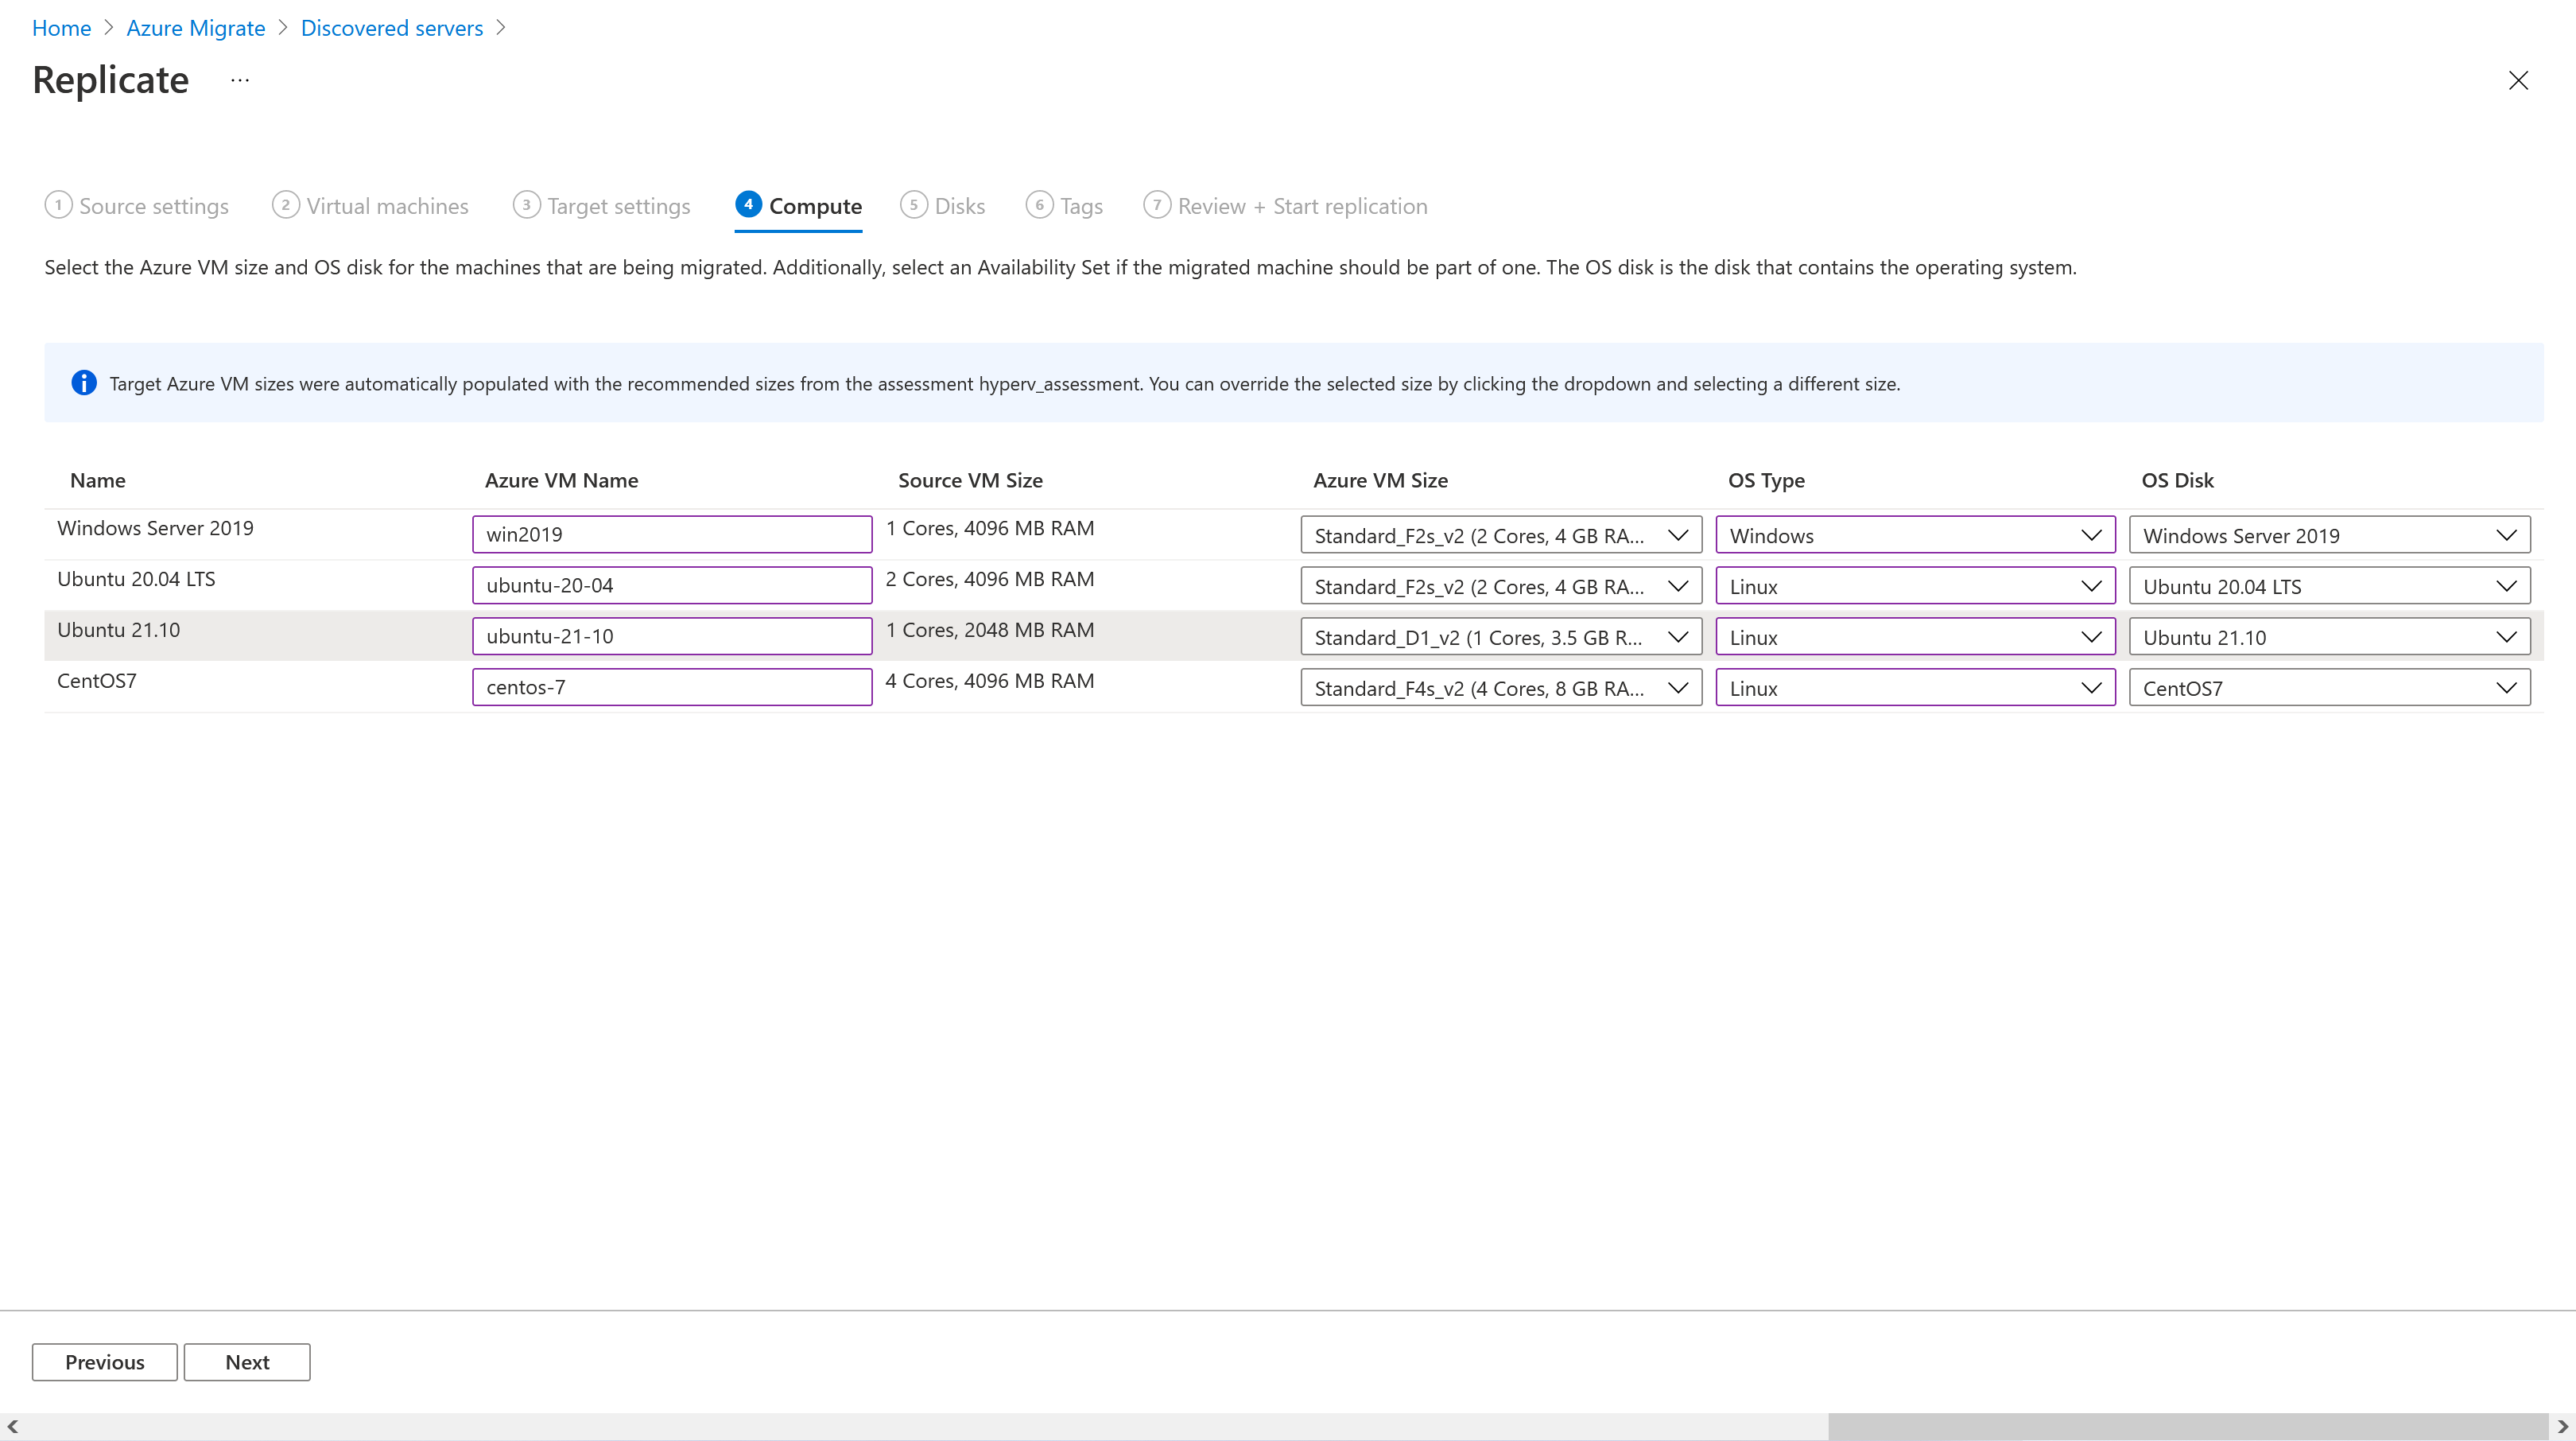 Home > Azure Migrate > Discovered servers >
Replicate ...
1 Source settings 2 Virtual machines 3 Target settings 4 Compute 5 Disks 6 Tags 7 Review + Start replication
Select the Azure VM size and OS disk for the machines that are being migrated. Additionally, select an Availability Set if the migrated machine should be part of one. The OS disk is the disk that contains the operating system.
Target Azure VM sizes were automatically populated with the recommended sizes from the assessment hyperv_assessment. You can override the selected size by clicking the dropdown and selecting a different size.
Name Azure VM Name Source VM Size Azure VM Size OS Type OS Disk
Windows Server 2019 win2019 1 Cores, 4096 MB RAM Standard_F2s_v2 (2 Cores, 4 GB RA... Windows Windows Server 2019
Ubuntu 20.04 LTS ubuntu-20-04 2 Cores, 4096 MB RAM Standard_F2s_v2 (2 Cores, 4 GB RA... Linux Ubuntu 20.04 LTS
Ubuntu 21.10 ubuntu-21-10 1 Cores, 2048 MB RAM Standard_D1_v2 (1 Cores, 3.5 GB R... Linux Ubuntu 21.10
CentOS7 centos-7 4 Cores, 4096 MB RAM Standard_F4s_v2 (4 Cores, 8 GB RA... Linux CentOS7
Previous Next